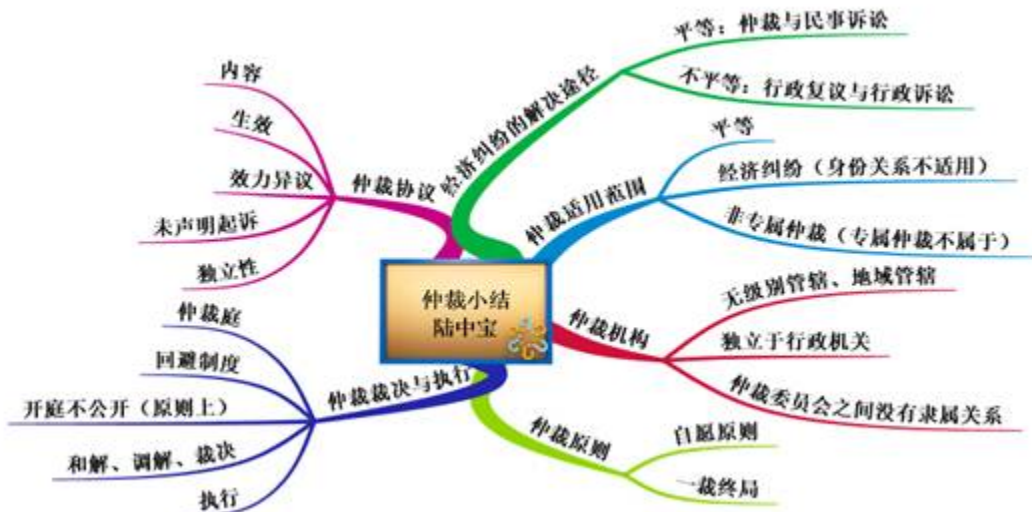 仲裁小结
陆中宝
经济纠纷的解决途径
平等：仲裁与民事诉讼
不平等：行政复议与行政诉讼
仲裁适用范围
平等
经济纠纷（身份关系不适用）
非专属仲裁（专属仲裁不属于）
仲裁机构
无级别管辖、地域管辖
独立于行政机关
仲裁委员会之间没有隶属关系
仲裁原则
自愿原则
一裁终局
仲裁裁决与执行
仲裁庭
回避制度
开庭不公开（原则上）
和解、调解、裁决
执行
仲裁协议
内容
生效
效力异议
未声明起诉
独立性